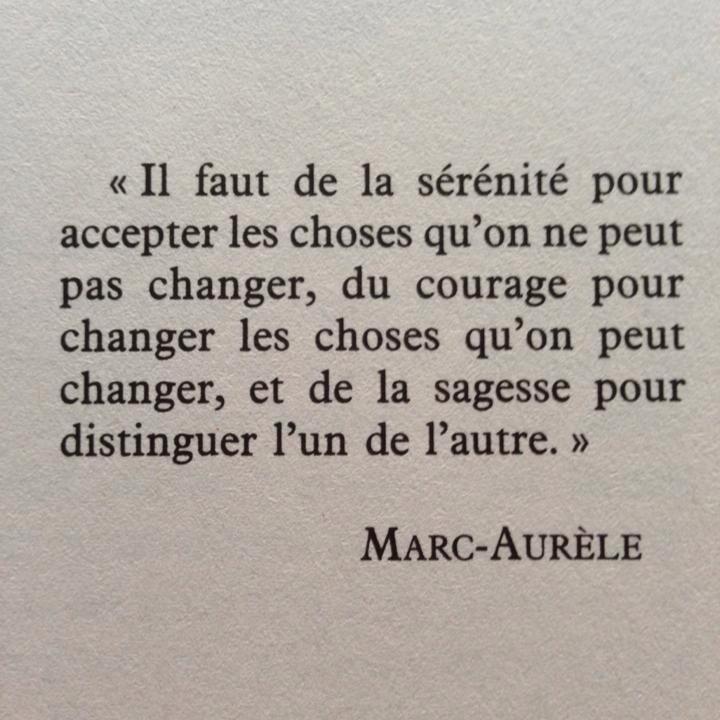 « Il faut de la sérénité pour
accepter les choses qu’on ne peut
pas changer, du courage pour
changer les choses qu’on peut
changer, et de la sagesse pour
distinguer l’un de l’autre. »
MARC-AURÈLE